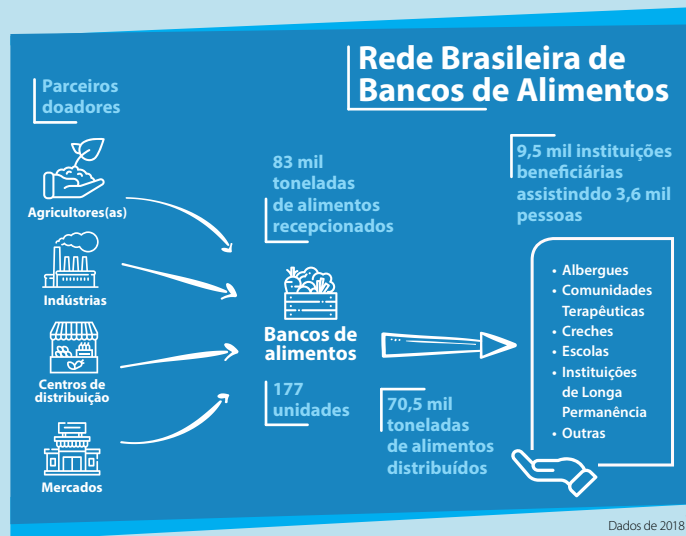 Rede Brasileira de
Bancos de Alimentos
Parceiros
doadores
Agricultores(as)
Indústrias
Centros de
distribuição
Mercados
83 mil
toneladas
de alimentos
recepcionados
Bancos de
alimentos
177
unidades
70,5 mil
toneladas
de alimentos
distribuídos
9,5 mil instituições
beneficiárias
assistinddo 3,6 mil
pessoas
• Albergues
• Comunidades
Terapêuticas
• Creches
• Escolas
• Instituições
de Longa
Permanência
• Outras
Dados de 2018